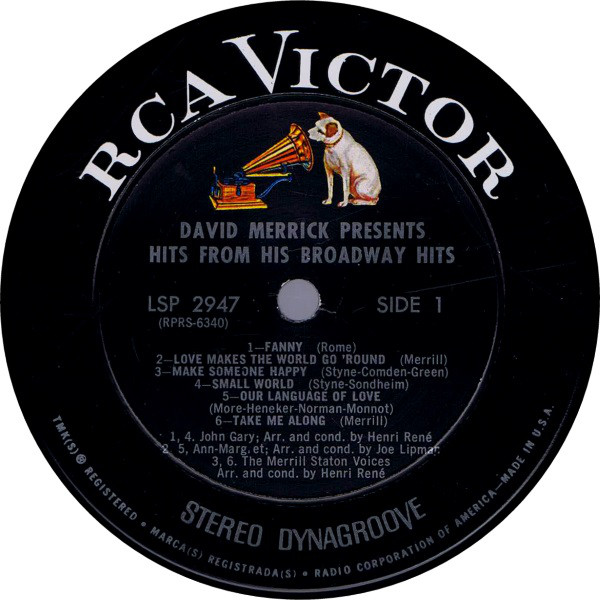 RCA VICTOR
DAVID MERRICK PRESENTS
HITS FROM HIS BROADWAY HITS
LSP 2947 SIDE 1
(RPRS-6340)
1—FANNY (Rome)
2—LOVE MAKES THE WORLD GO 'ROUND (Merrill)
3—MAKE SOMEONE HAPPY (Styne-Comden-Green)
4—SMALL WORLD (Styne-Sondheim)
5—OUR LANGUAGE OF LOVE
(More-Heneker-Norman-Monnot)
6—TAKE ME ALONG (Merrill)
1, 4. John Gary; Arr. and cond. by Henri René
2 5, Ann-Marg.et; Arr. and cond. by Joe Lipman
3, 6. The Merrill Staton Voices
Arr. and cond. by Henri René
STEREO DYNAGROOVE
TMK(S) ® REGISTERED • MARCA(S) REGISTRADA(S) • RADIO CORPORATION OF AMERICA—MADE IN U.S.A.